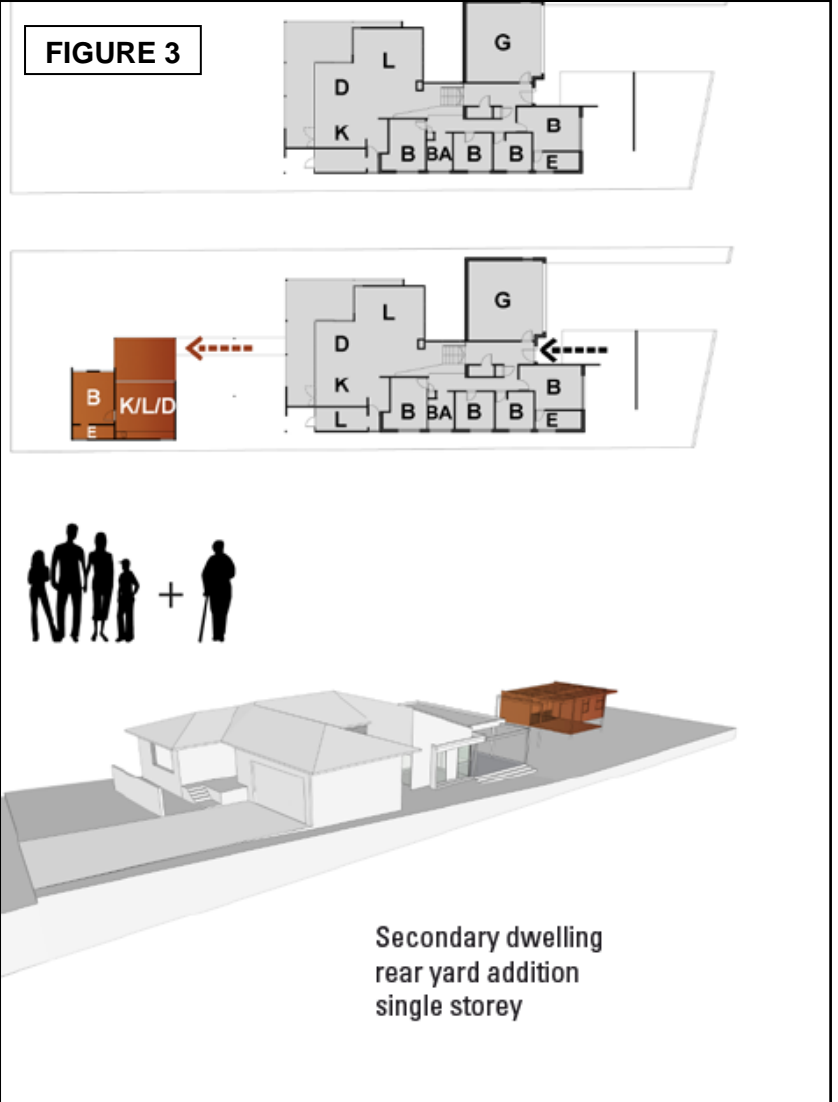 FIGURE 3
G
L
D
K
B
B BA B B
E
G
L
D
K
B
L B BA B B
E
B K/L/D
E
+
Secondary dwelling
rear yard addition
single storey